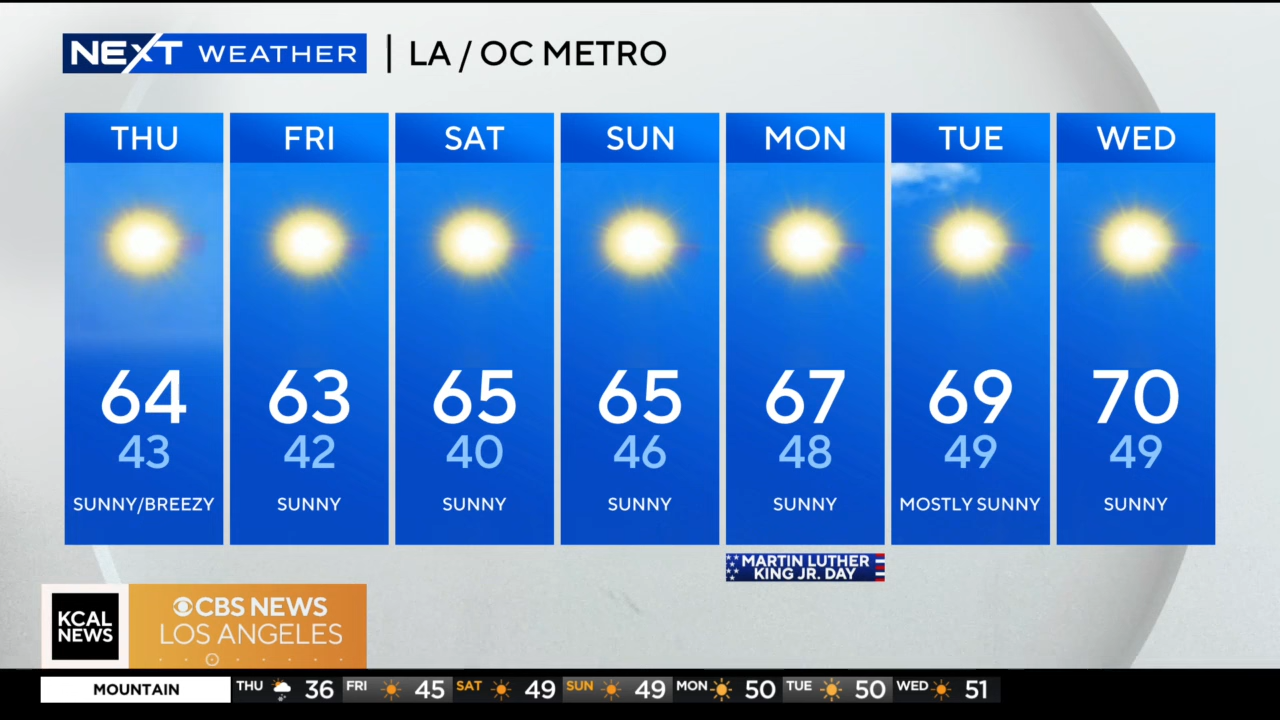 NEXT WEATHER | LA / OC METRO
THU FRI SAT SUN MON TUE WED
64 63 65 65 67 69 70
43 42 40 46 48 49 49
SUNNY/BREEZY SUNNY SUNNY SUNNY SUNNY MOSTLY SUNNY SUNNY
MARTIN LUTHER
KING JR. DAY
KCAL
NEWS
CBS NEWS
LOS ANGELES
MOUNTAIN THU 36 FRI 45 SAT 49 SUN 49 MON 50 TUE 50 WED 51